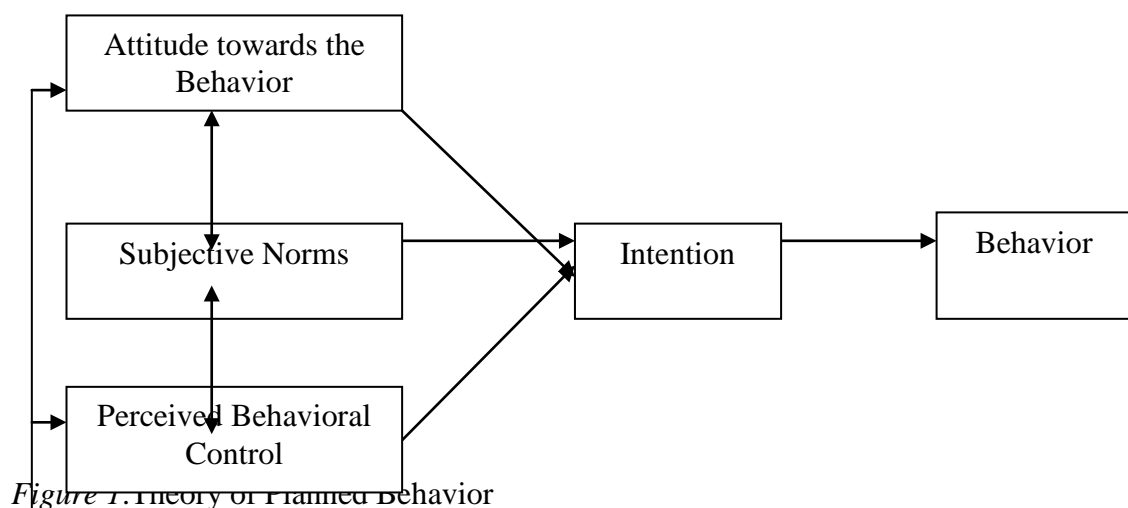 Attitude towards the
Behavior
Subjective Norms
Intention
Behavior
Perceived Behavioral
Control
Figure 1.Theory of Planned Behavior